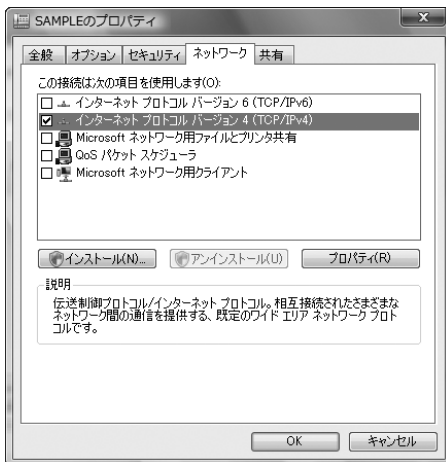 SAMPLEのプロパティ
全般 オプション セキュリティ ネットワーク 共有
この接続は次の項目を使用します(O):
インターネット プロトコル バージョン 6 (TCP/IPv6)
インターネット プロトコル バージョン 4 (TCP/IPv4)
Microsoft ネットワーク用ファイルとプリンタ共有
QoS パケット スケジューラ
Microsoft ネットワーク用クライアント
インストール(N)... アンインストール(U) プロパティ(R)
説明
伝送制御プロトコル/インターネット プロトコル。相互接続されたさまざまな
ネットワーク間の通信を提供する、既定のワイド エリア ネットワーク プロト
コルです。
OK キャンセル